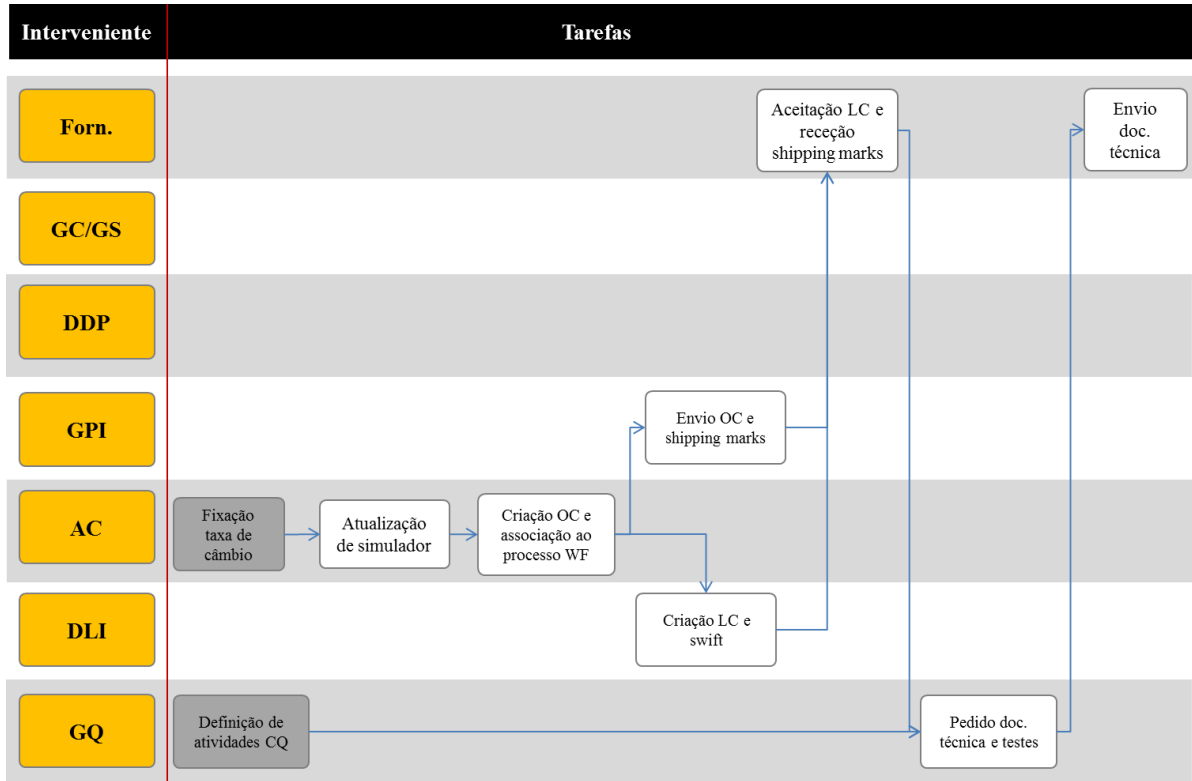 Interveniente
Tarefas
Forn.
Aceitação LC e
receção
shipping marks
Envio
doc.
técnica
GC/GS
DDP
GPI
Envio OC e
shipping marks
AC
Fixação
taxa de
câmbio
Atualização
de simulador
Criação OC e
associação ao
processo WF
DLI
Criação LC e
swift
GQ
Definição de
atividades CQ
Pedido doc.
técnica e testes